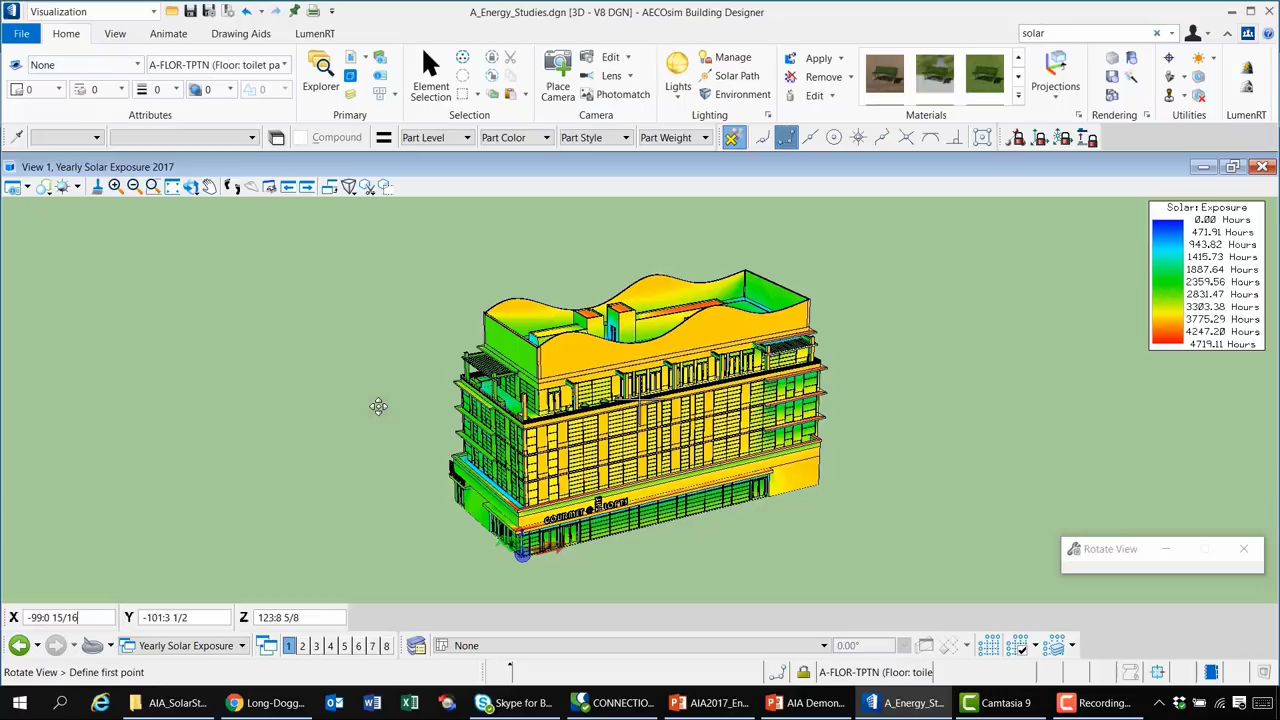 A_Energy_Studies.dgn [3D - V8 DGN] - AECOsim Building Designer
File Home View Animate Drawing Aids LumenRT solar
None A-FLOR-TPTN (Floor: toilet pa
0 0 0 0 0
Attributes
Explorer
Primary
Element Selection
Selection
Place Camera
Edit
Lens
Photomatch
Camera
Lights
Manage
Solar Path
Environment
Lighting
Apply
Remove
Edit
Materials
Projections
Rendering
Utilities
LumenRT
Compound Part Level Part Color Part Style Part Weight
View 1, Yearly Solar Exposure 2017
Solar: Exposure
0.00 Hours
471.91 Hours
943.82 Hours
1415.73 Hours
1887.64 Hours
2359.56 Hours
2831.47 Hours
3303.38 Hours
3775.29 Hours
4247.20 Hours
4719.11 Hours
Rotate View
X -99:0 15/16 Y -101:3 1/2 Z 123:8 5/8
Yearly Solar Exposure 1 2 3 4 5 6 7 8 None 0.00°
Rotate View > Define first point A-FLOR-TPTN (Floor: toile
AIA_SolarSt... Long-Dogg... Skype for B... CONNECTIO... AIA2017_En... AIA Demon... A_Energy_St... Camtasia 9 Recording...